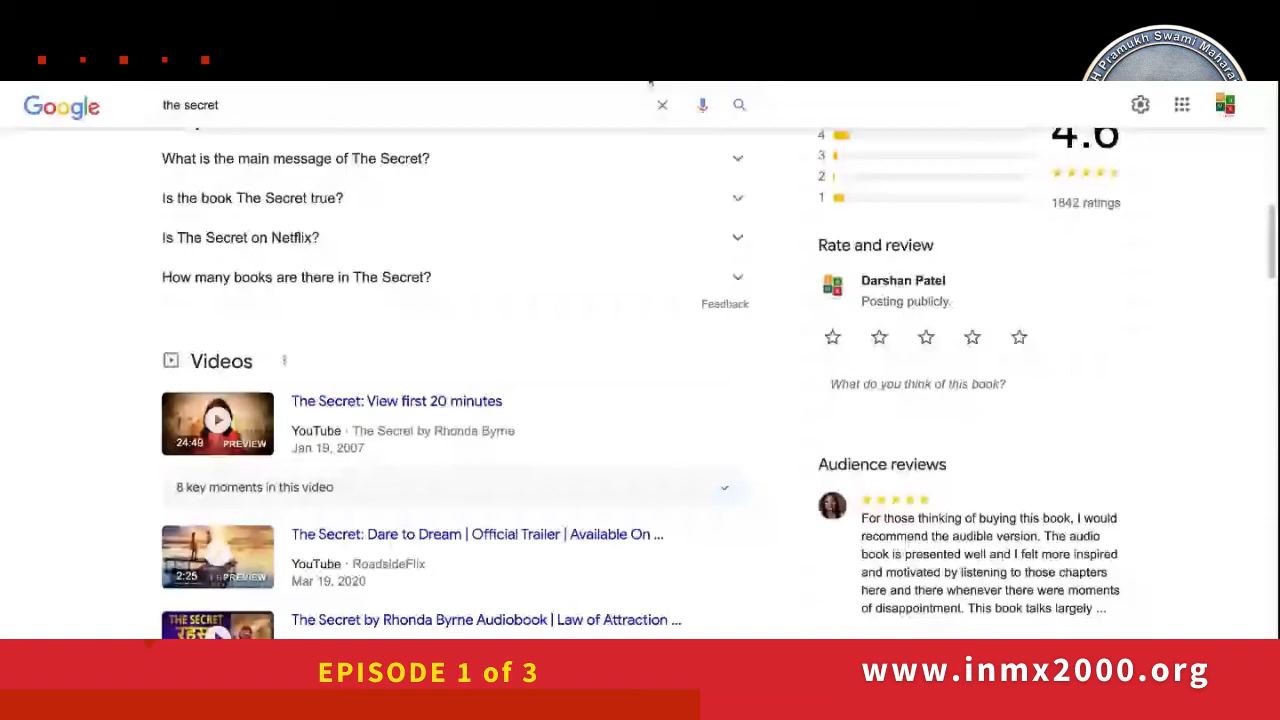 H Pramukh Swami Mahara
Google
the secret
What is the main message of The Secret?
Is the book The Secret true?
Is The Secret on Netflix?
How many books are there in The Secret?
Feedback
Videos
24:49 PREVIEW
The Secret: View first 20 minutes
YouTube · The Secret by Rhonda Byrne
Jan 19, 2007
8 key moments in this video
2:25 PREVIEW
The Secret: Dare to Dream | Official Trailer | Available On ...
YouTube · RoadsideFlix
Mar 19, 2020
THE SECRET
The Secret by Rhonda Byrne Audiobook | Law of Attraction ...
4
3
2
1
4.6
1842 ratings
Rate and review
Darshan Patel
Posting publicly.
What do you think of this book?
Audience reviews
For those thinking of buying this book, I would
recommend the audible version. The audio
book is presented well and I felt more inspired
and motivated by listening to those chapters
here and there whenever there were moments
of disappointment. This book talks largely ...
EPISODE 1 of 3
www.inmx2000.org